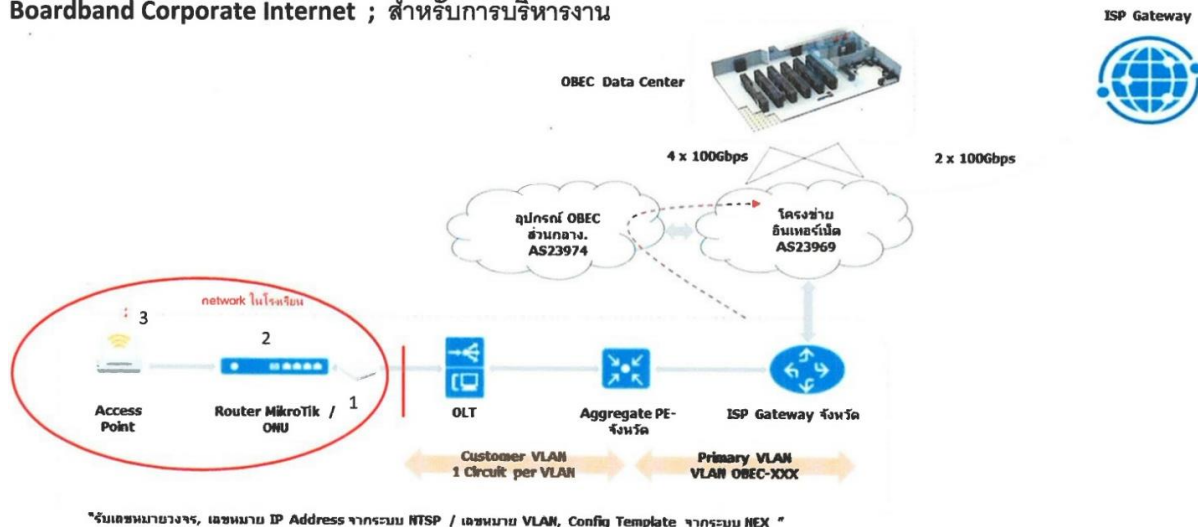 Boardband Corporate Internet ; สำหรับการบริหารงาน
ISP Gateway
OBEC Data Center
4 x 100Gbps
2 x 100Gbps
อุปกรณ์ OBEC
ส่วนกลาง.
AS23974
โครงข่าย
อินเทอร์เน็ต
AS23969
network ในโรงเรียน
3
2
1
Access
Point
Router MikroTik /
ONU
OLT
Aggregate PE-
จังหวัด
ISP Gateway จังหวัด
Customer VLAN
1 Circuit per VLAN
Primary VLAN
VLAN OBEC-XXX
"รับเลขหมายวงจร, เลขหมาย IP Address จากระบบ NTSP / เลขหมาย VLAN, Config Template จากระบบ NEX "